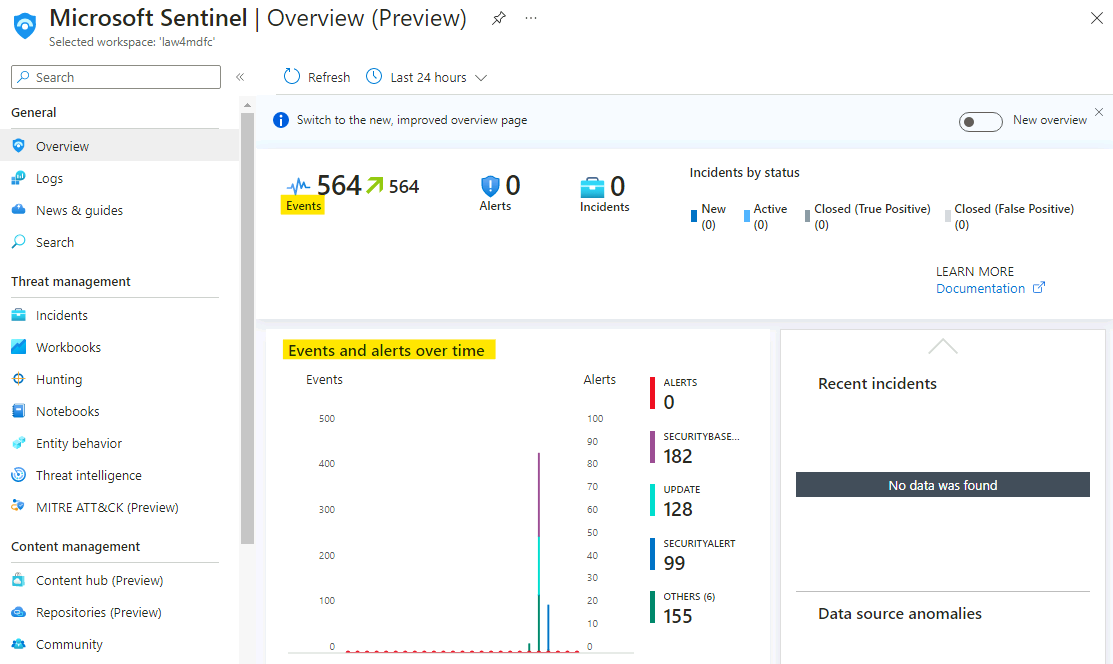 Microsoft Sentinel | Overview (Preview) ...
Selected workspace: 'law4mdfc'
Search
«
Refresh
Last 24 hours
General
Overview
Logs
News & guides
Search
Threat management
Incidents
Workbooks
Hunting
Notebooks
Entity behavior
Threat intelligence
MITRE ATT&CK (Preview)
Content management
Content hub (Preview)
Repositories (Preview)
Community
Switch to the new, improved overview page
New overview
564 564
Events
0
Alerts
0
Incidents
Incidents by status
New
(0)
Active
(0)
Closed (True Positive)
(0)
Closed (False Positive)
(0)
LEARN MORE
Documentation
Events and alerts over time
Events
500
400
300
200
100
0
Alerts
100
90
80
70
60
50
40
30
20
10
0
ALERTS
0
SECURITYBASE...
182
UPDATE
128
SECURITYALERT
99
OTHERS (6)
155
Recent incidents
No data was found
Data source anomalies